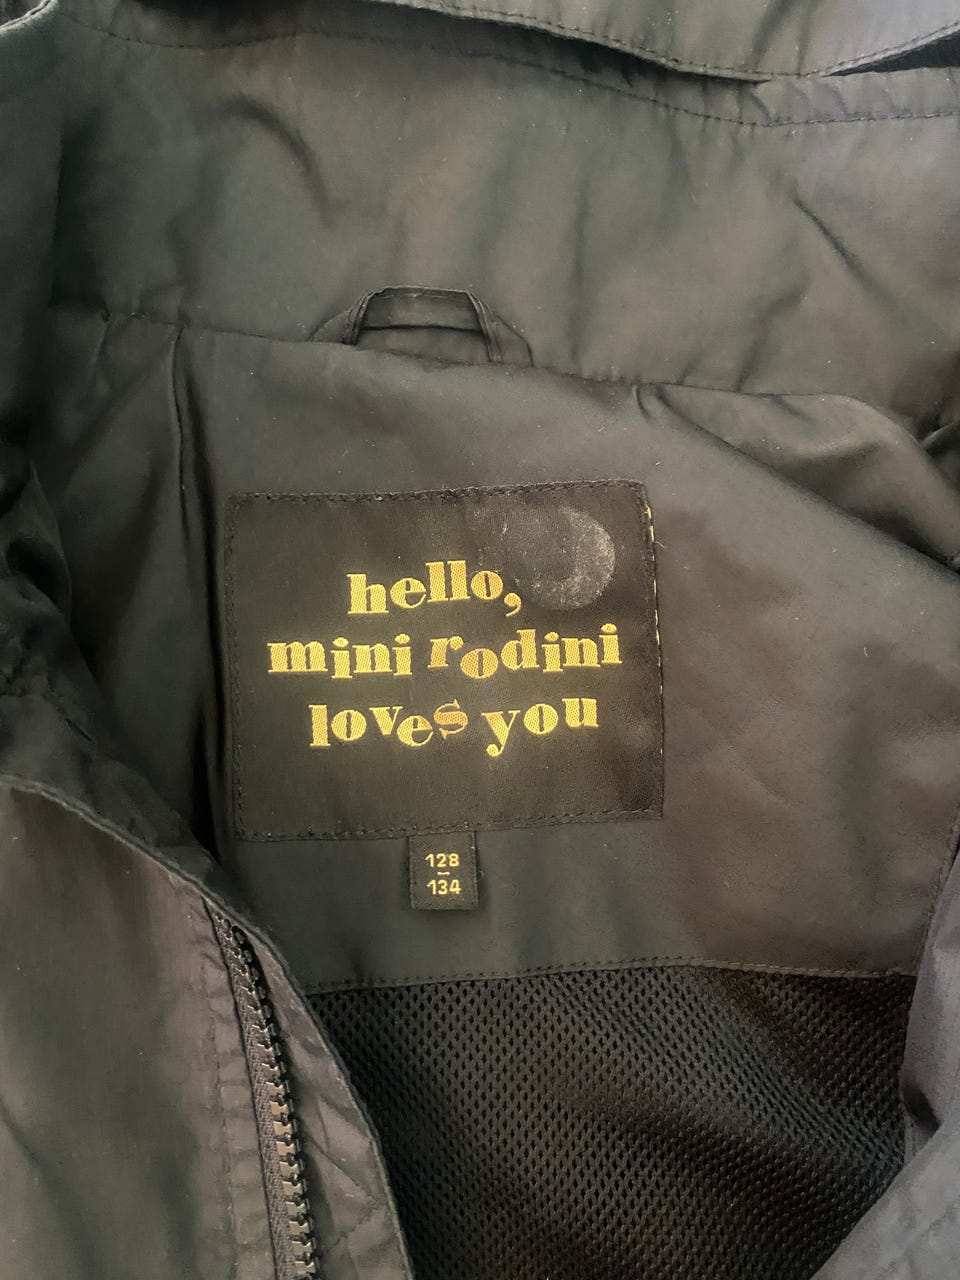 hello,
mini rodini
loves you
128
–
134